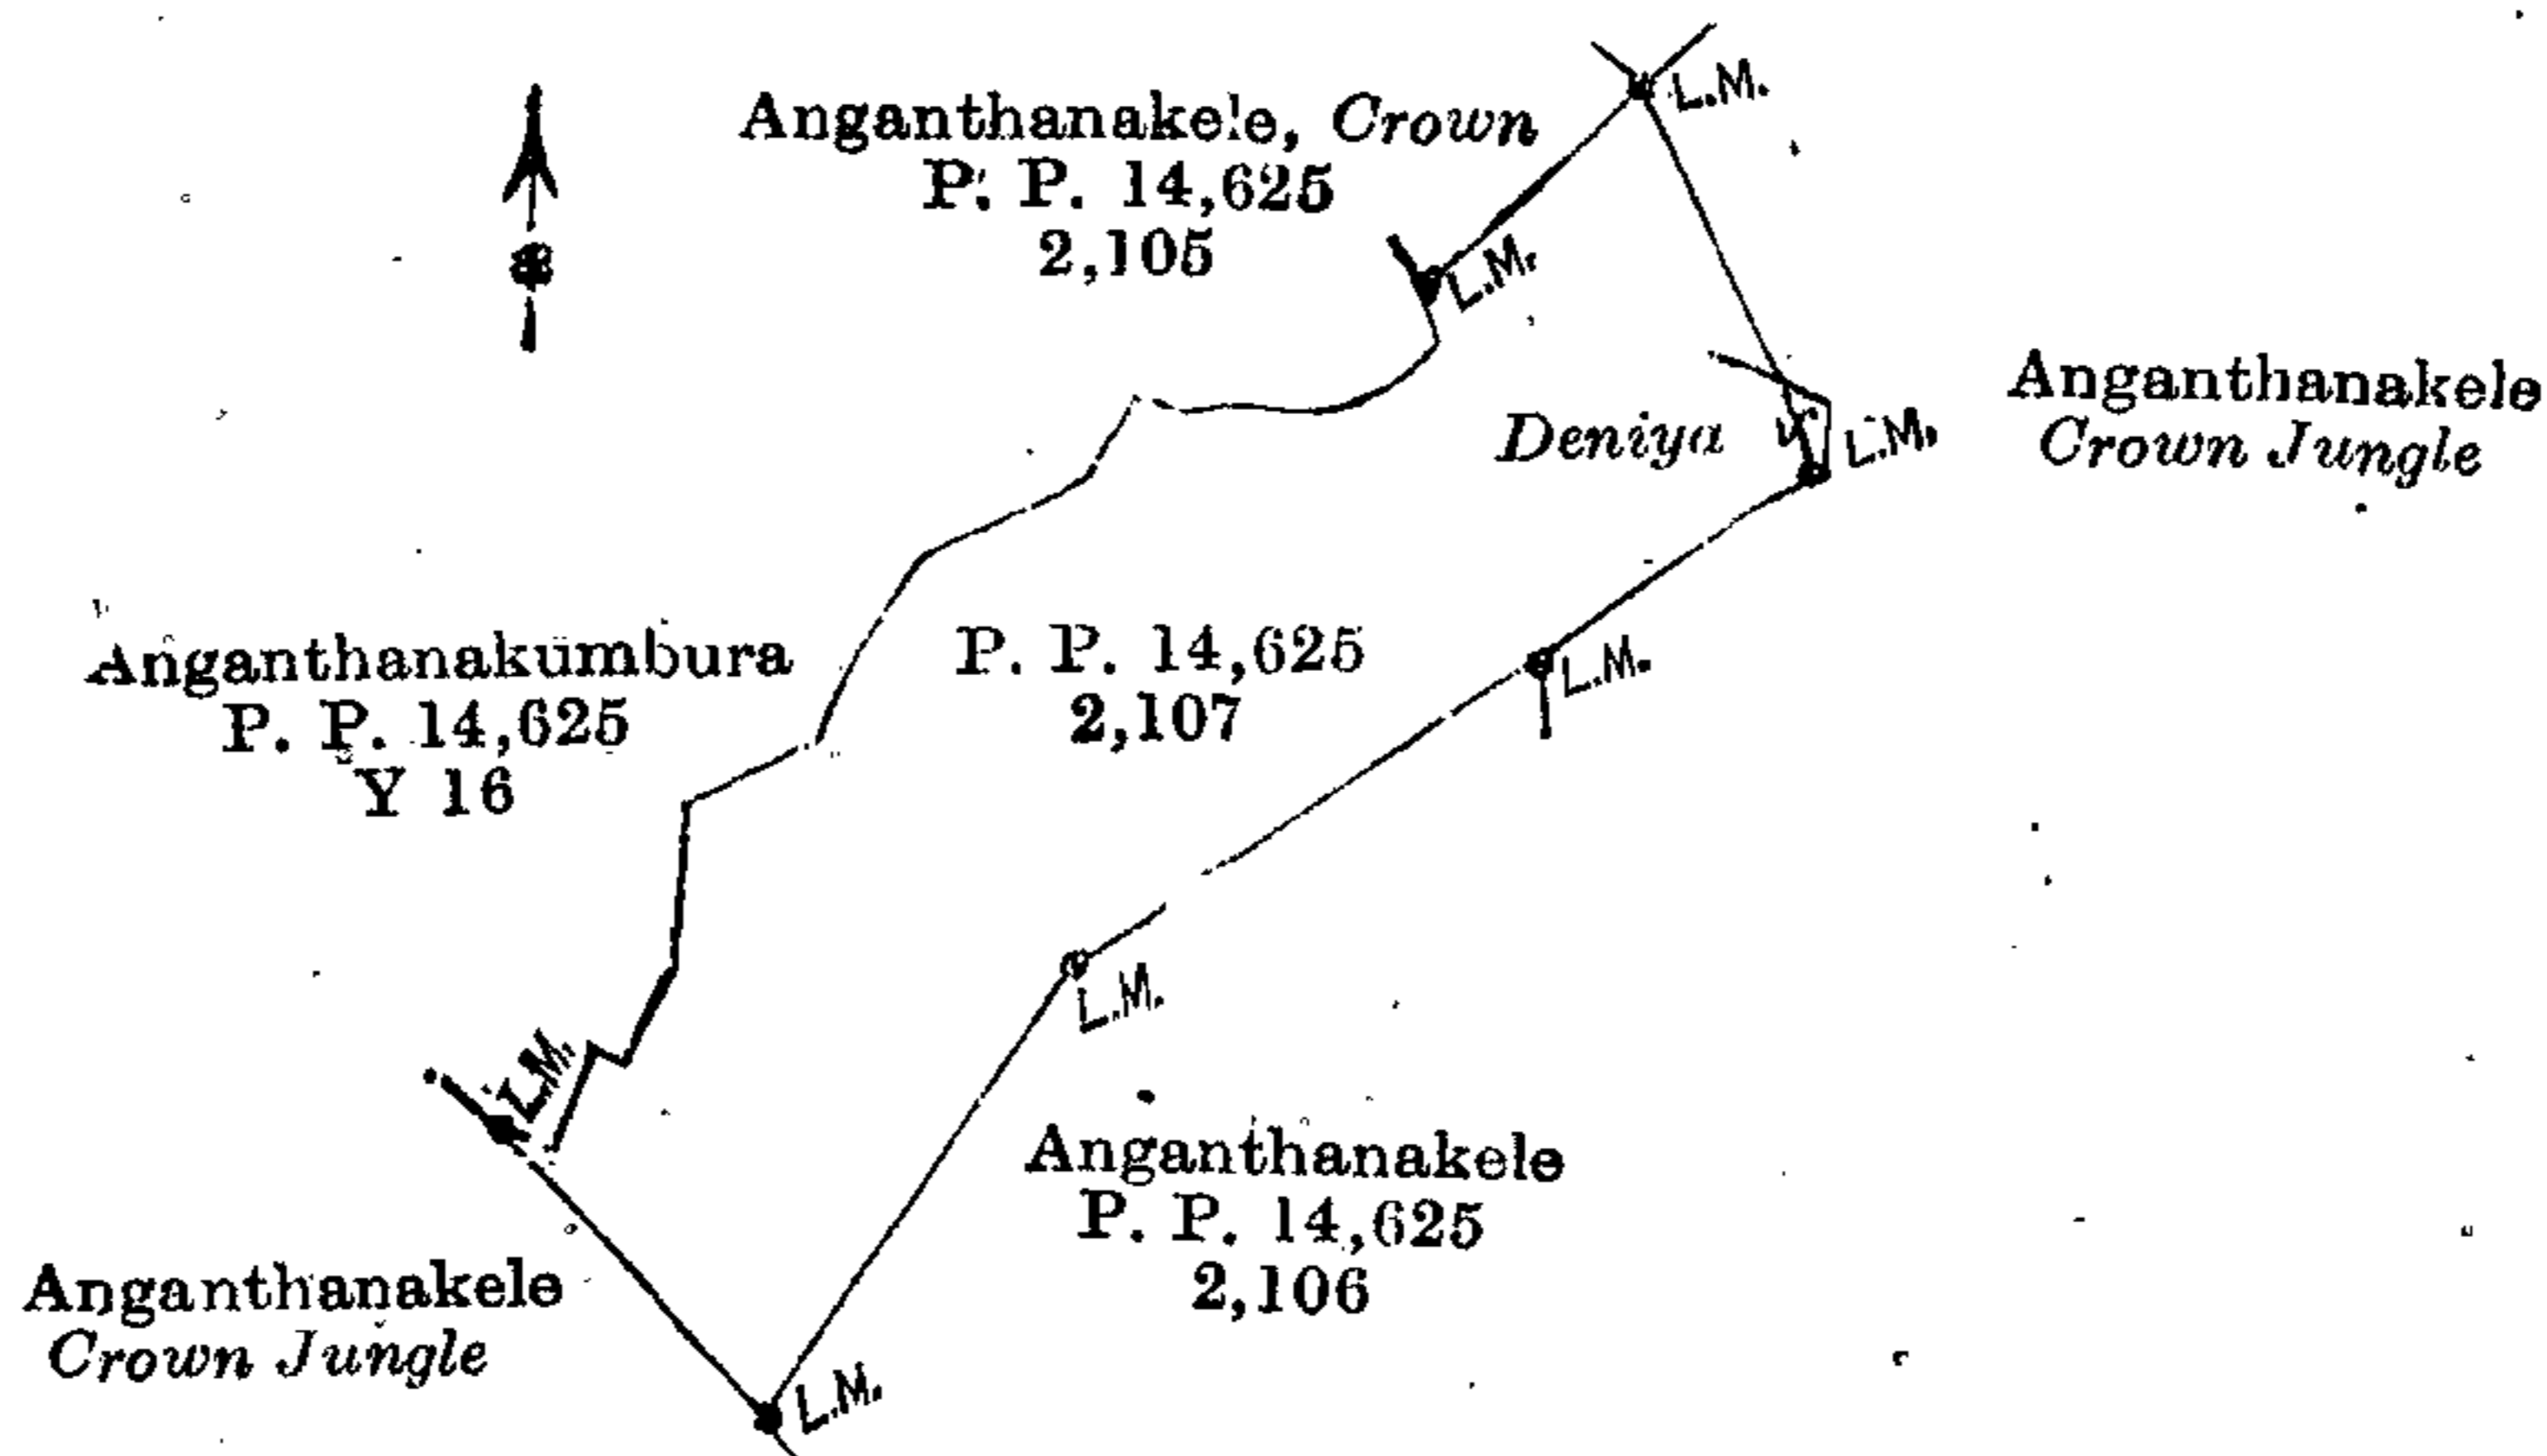 L.M.
Anganthanakele, Crown
P. P. 14,625
2,105
L.M.
Anganthanakele
Crown Jungle
Deniya
L.M.
Anganthanakumbura
P. P. 14,625
Y 16
P. P. 14,625
2,107
L.M.
L.M.
L.M.
Anganthanakele
P. P. 14,625
2,106
Anganthanakele
Crown Jungle
L.M.